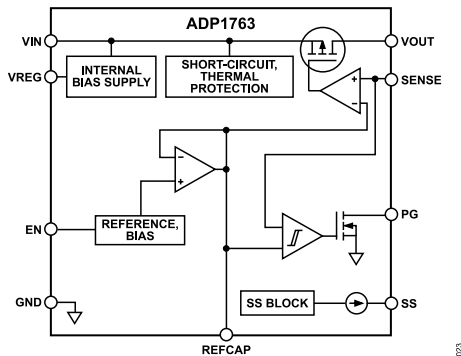 ADP1763
VIN
VOUT
VREG
INTERNAL
BIAS SUPPLY
SHORT-CIRCUIT,
THERMAL
PROTECTION
SENSE
+
−
−
+
EN
REFERENCE,
BIAS
PG
GND
SS BLOCK
SS
REFCAP
023